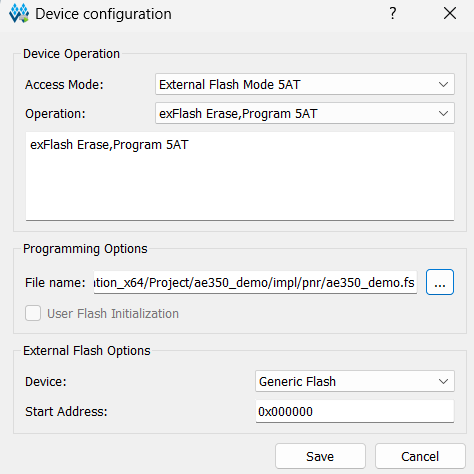 Device configuration
?
Device Operation
Access Mode: External Flash Mode 5AT
Operation: exFlash Erase,Program 5AT
exFlash Erase,Program 5AT
Programming Options
File name: ation_x64/Project/ae350_demo/impl/pnr/ae350_demo.fs ...
User Flash Initialization
External Flash Options
Device: Generic Flash
Start Address: 0x000000
Save Cancel